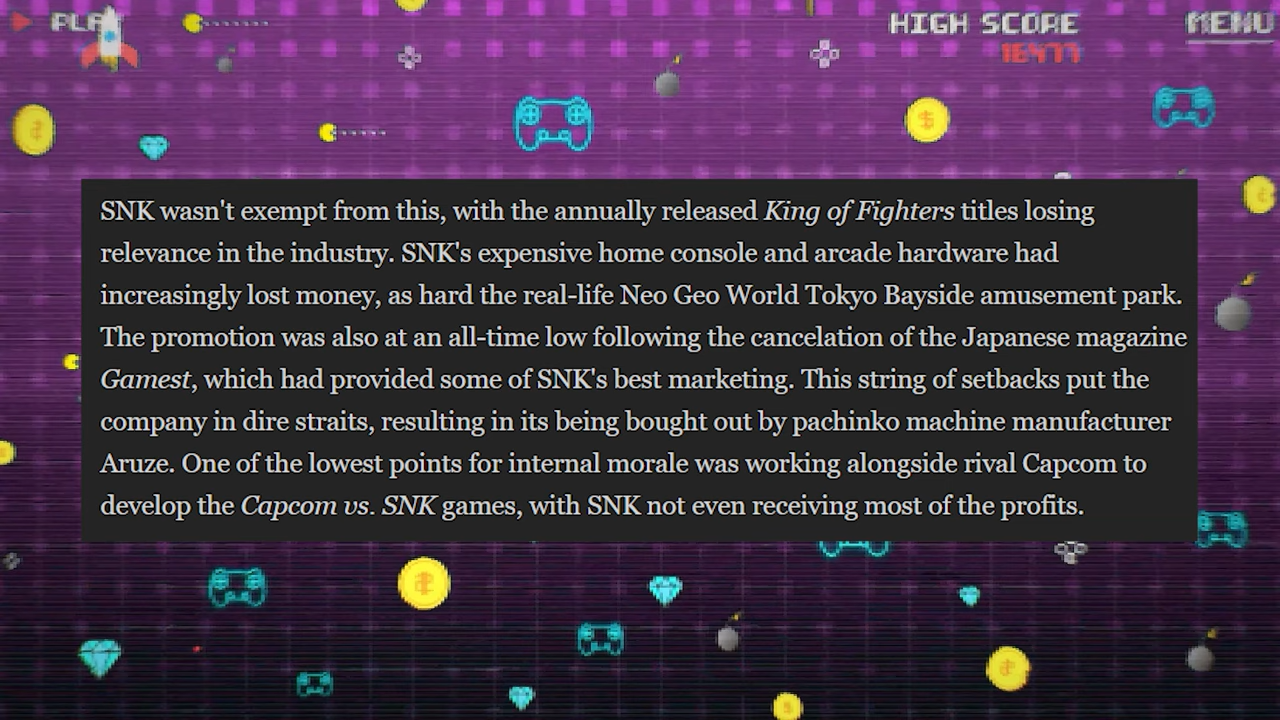 PLA
HIGH SCORE
16477
MENU
SNK wasn't exempt from this, with the annually released King of Fighters titles losing
relevance in the industry. SNK's expensive home console and arcade hardware had
increasingly lost money, as hard the real-life Neo Geo World Tokyo Bayside amusement park.
The promotion was also at an all-time low following the cancelation of the Japanese magazine
Gamest, which had provided some of SNK's best marketing. This string of setbacks put the
company in dire straits, resulting in its being bought out by pachinko machine manufacturer
Aruze. One of the lowest points for internal morale was working alongside rival Capcom to
develop the Capcom vs. SNK games, with SNK not even receiving most of the profits.